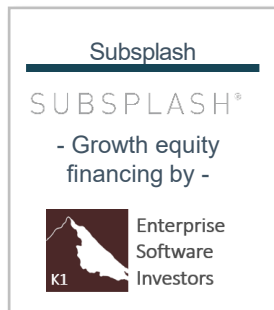 Subsplash
SUBSPLASH®
- Growth equity
financing by -
Enterprise
Software
K1 Investors